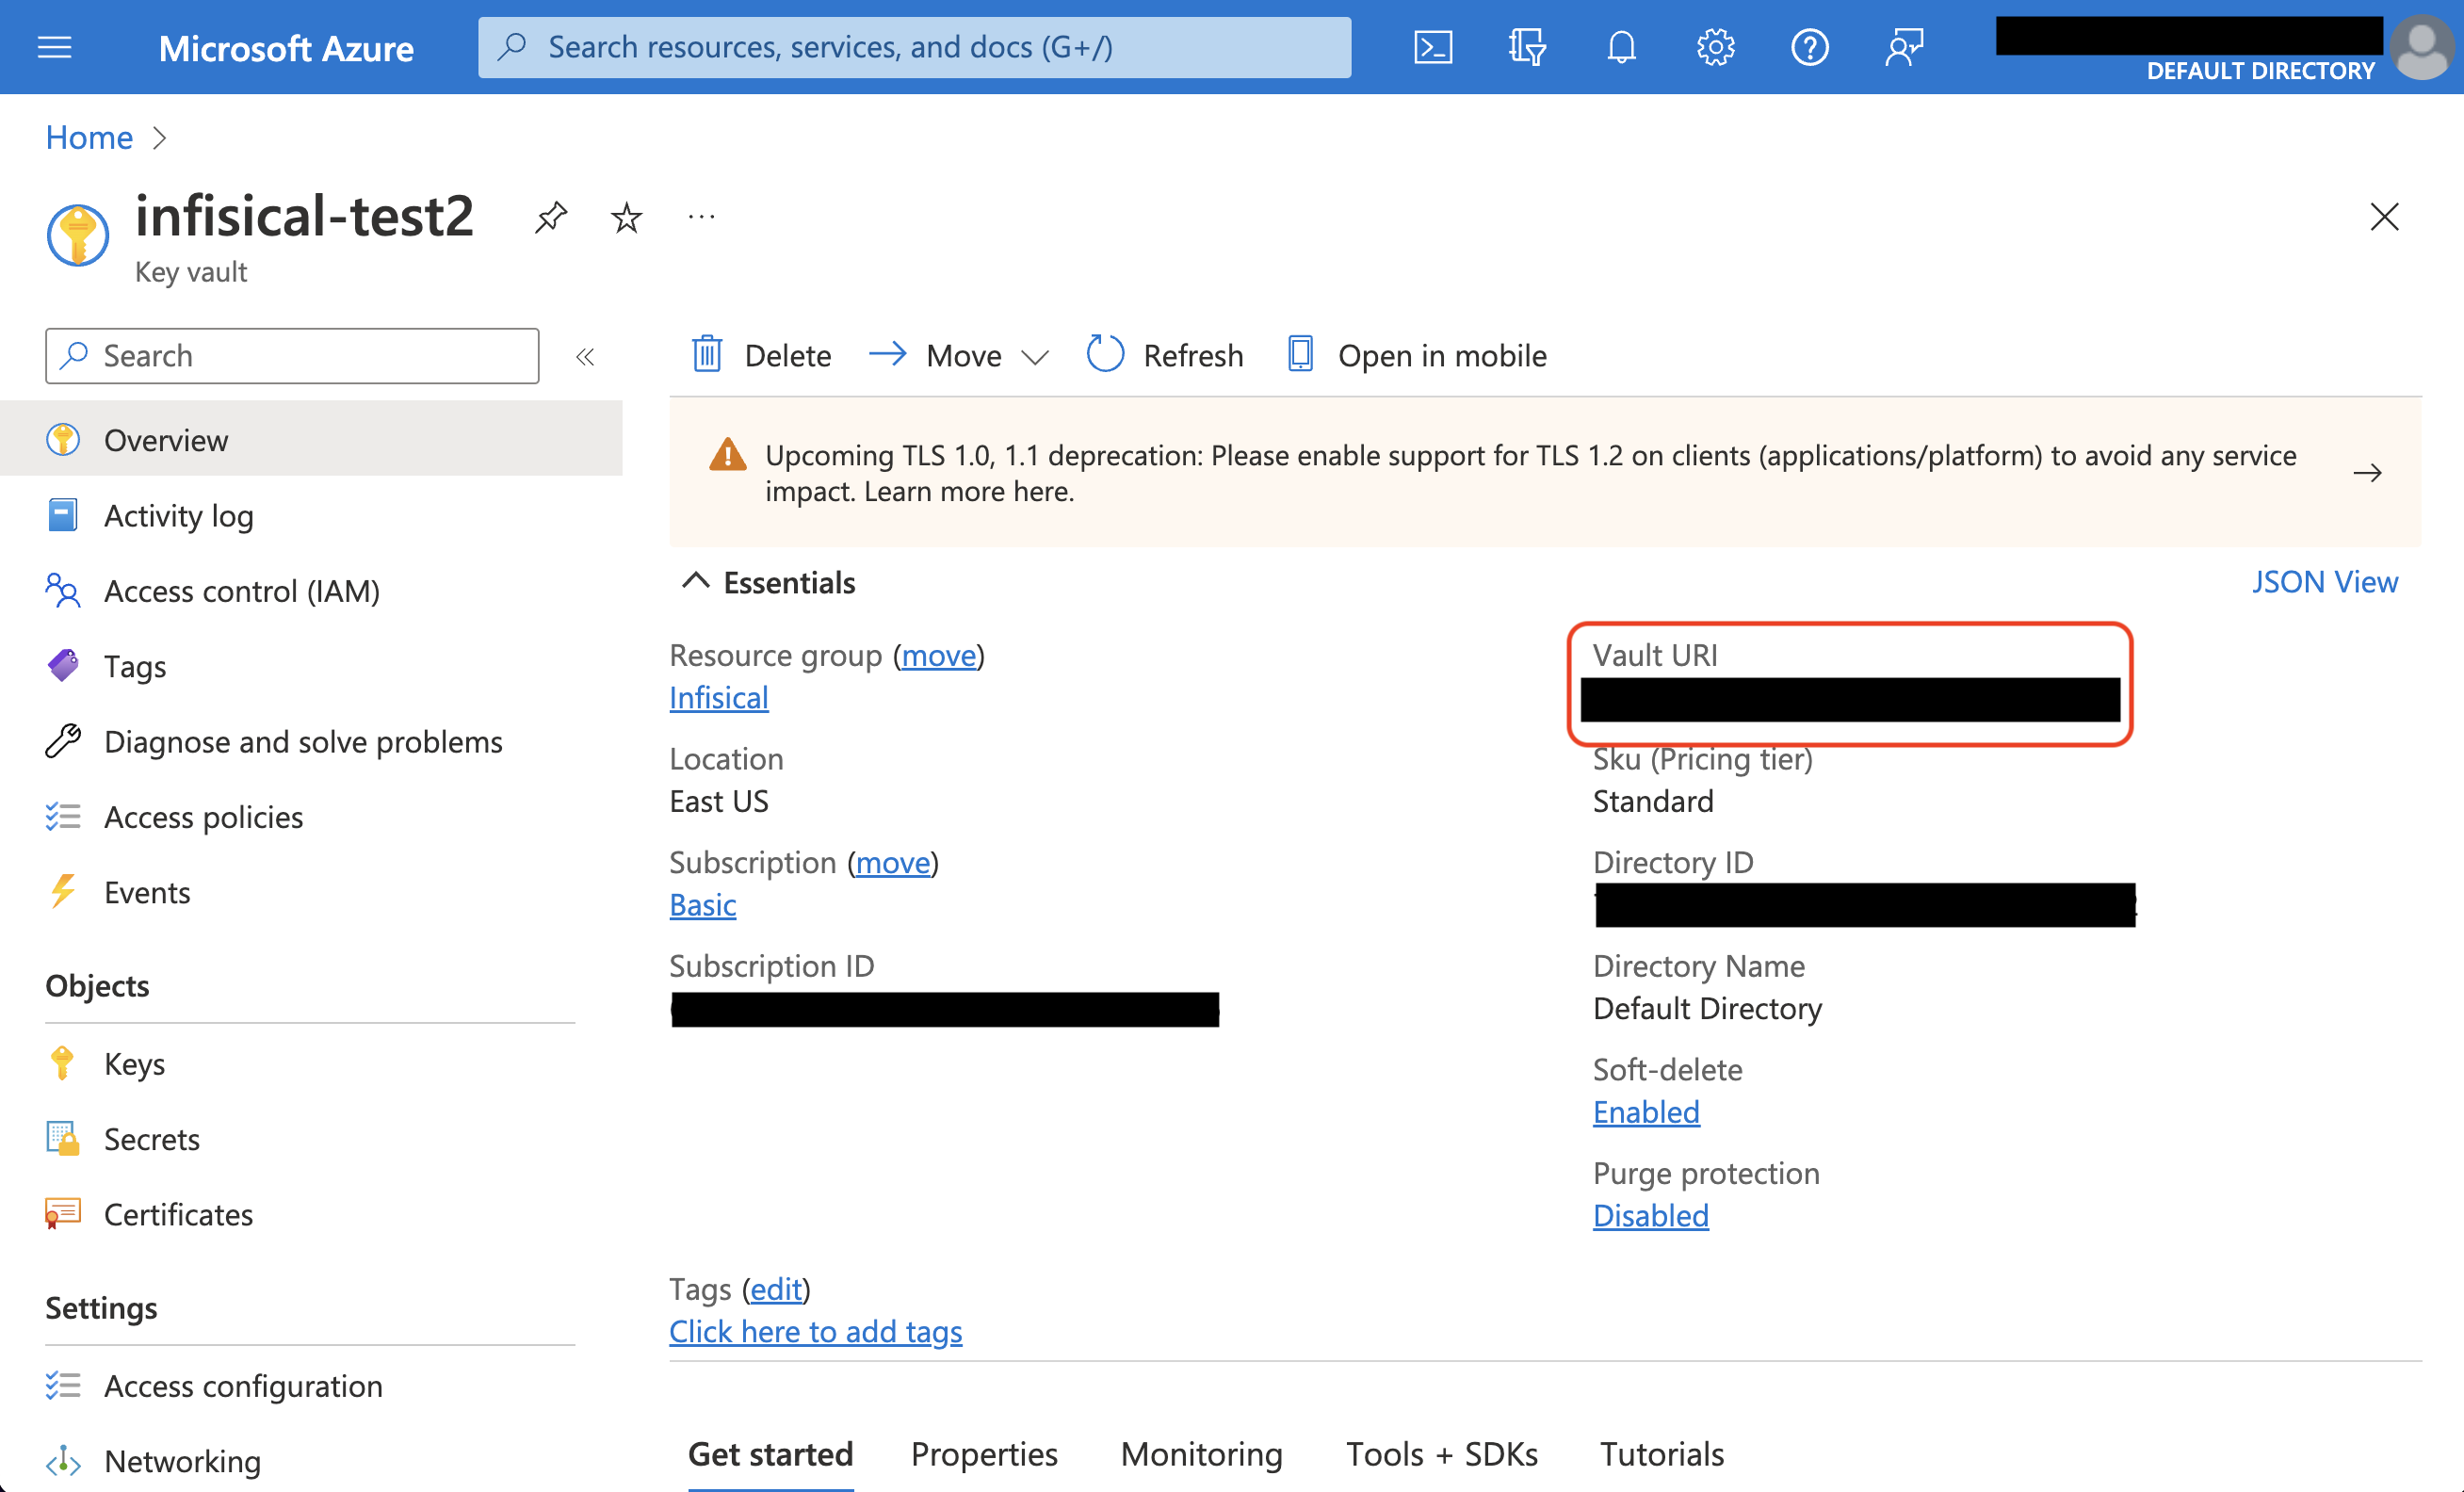 Microsoft Azure
Search resources, services, and docs (G+/)
DEFAULT DIRECTORY
Home
infisical-test2
Key vault
Search
Overview
Activity log
Access control (IAM)
Tags
Diagnose and solve problems
Access policies
Events
Objects
Keys
Secrets
Certificates
Settings
Access configuration
Networking
Delete
Move
Refresh
Open in mobile
Upcoming TLS 1.0, 1.1 deprecation: Please enable support for TLS 1.2 on clients (applications/platform) to avoid any service
impact. Learn more here.
Essentials
JSON View
Resource group (move)
Infisical
Location
East US
Subscription (move)
Basic
Subscription ID
Vault URI
Sku (Pricing tier)
Standard
Directory ID
Directory Name
Default Directory
Soft-delete
Enabled
Purge protection
Disabled
Tags (edit)
Click here to add tags
Get started
Properties
Monitoring
Tools + SDKs
Tutorials